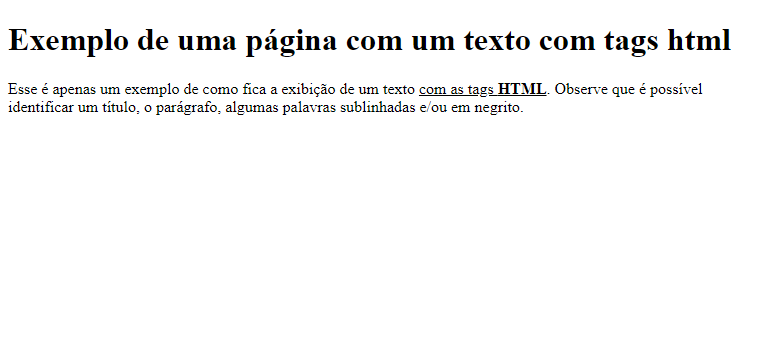 Exemplo de uma página com um texto com tags html
Esse é apenas um exemplo de como fica a exibição de um texto com as tags HTML. Observe que é possível
identificar um título, o parágrafo, algumas palavras sublinhadas e/ou em negrito.